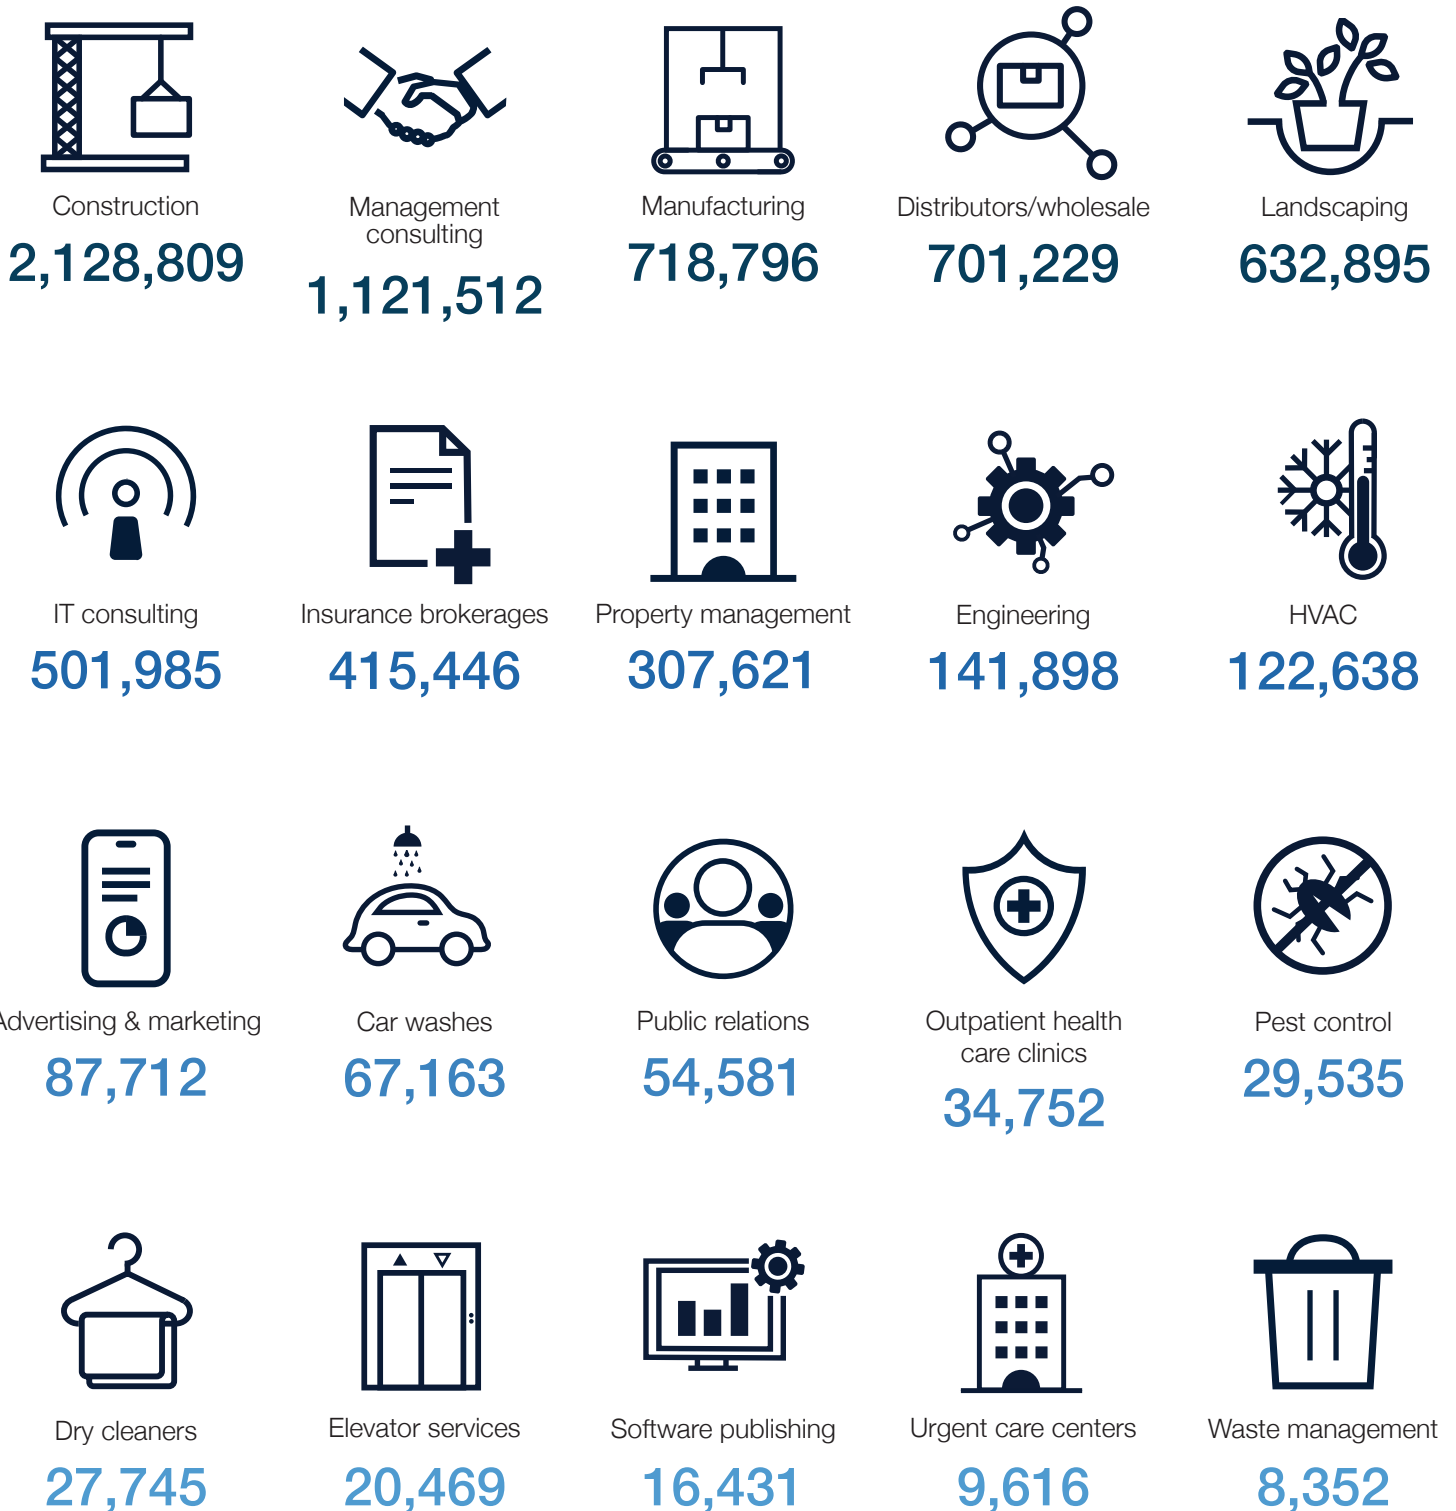 Construction
2,128,809
Management
consulting
1,121,512
Manufacturing
718,796
Distributors/wholesale
701,229
Landscaping
632,895
IT consulting
501,985
Insurance brokerages
415,446
Property management
307,621
Engineering
141,898
HVAC
122,638
Advertising & marketing
87,712
Car washes
67,163
Public relations
54,581
Outpatient health
care clinics
34,752
Pest control
29,535
Dry cleaners
27,745
Elevator services
20,469
Software publishing
16,431
Urgent care centers
9,616
Waste management
8,352